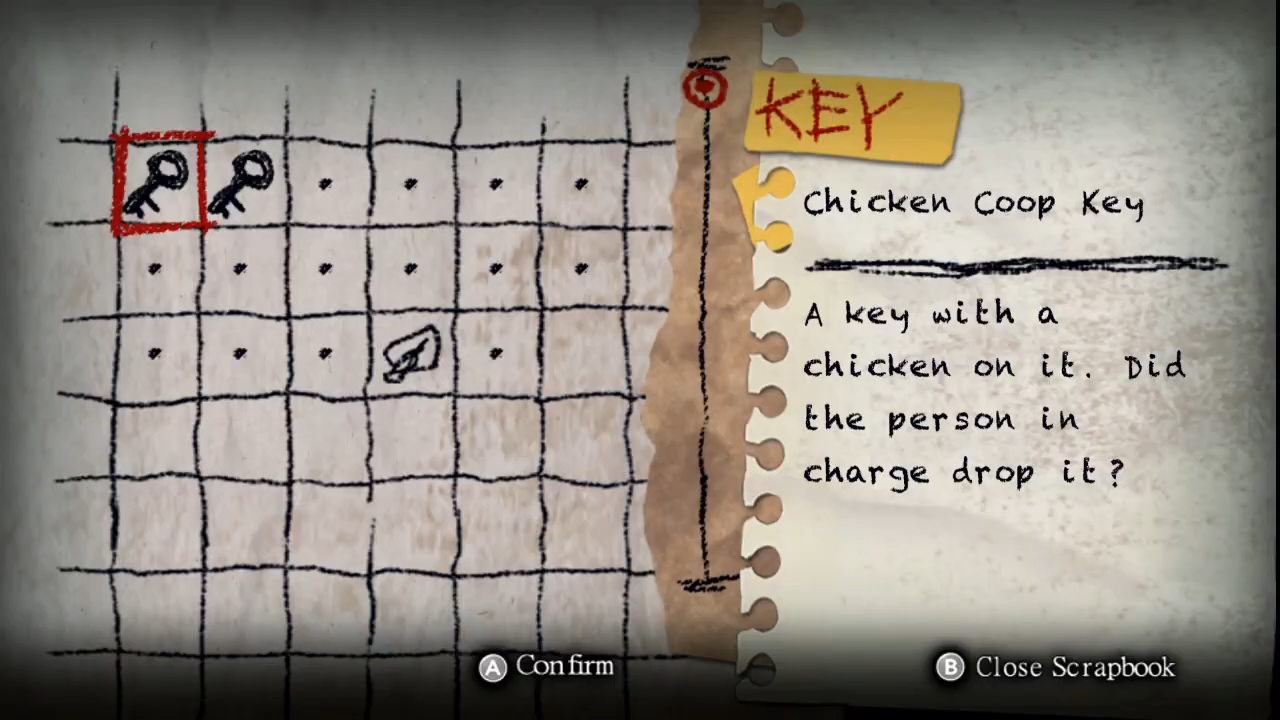 KEY
Chicken Coop Key
A key with a
chicken on it. Did
the person in
charge drop it?
A Confirm
B Close Scrapbook